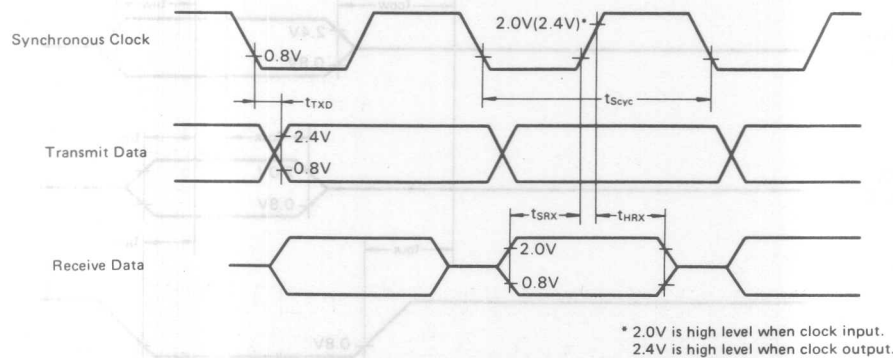 Synchronous Clock
0.8V
2.0V(2.4V)*
tTXD
tScyc
Transmit Data
2.4V
0.8V
tSRX
tHRX
Receive Data
2.0V
0.8V
* 2.0V is high level when clock input.
2.4V is high level when clock output.